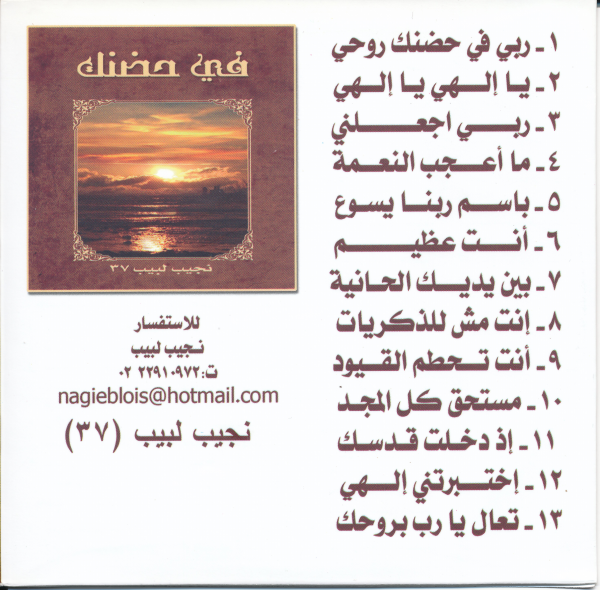 في حضنك
نجيب لبيب ٣٧
للاستفسار
نجيب لبيب
ت: ٢٢٩١٠٩٧٢ ٠٢
nagieblois@hotmail.com
نجيب لبيب (٣٧)
١ - ربي في حضنك روحي
٢ - يا إلهي يا إلهي
٣ - ربي اجعلني
٤ - ما أعجب النعمة
٥ - باسم ربنا يسوع
٦ - أنت عظيم
٧ - بين يديك الحانية
٨ - إنت مش للذكريات
٩ - أنت تحطم القيود
١٠ - مستحق كل المجد
١١ - إذ دخلت قدسك
١٢ - إختبرتني إلهي
١٣ - تعال يا رب بروحك